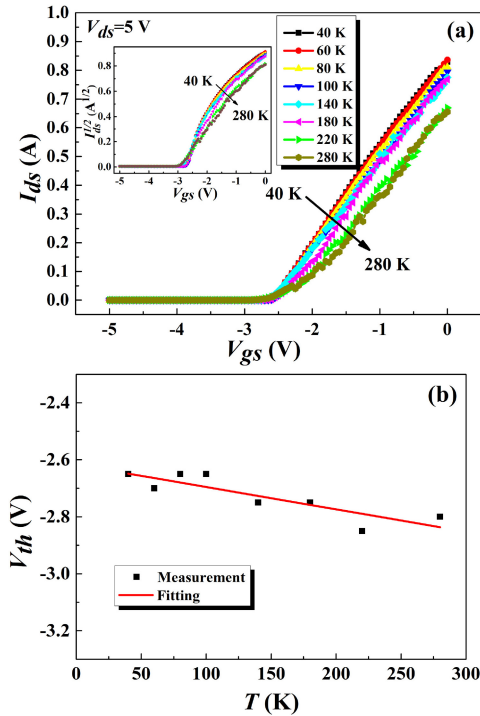 V_ds=5 V
(a)
40 K
60 K
80 K
100 K
140 K
180 K
220 K
280 K
1.0
0.9
0.8
0.7
0.6
0.5
0.4
0.3
0.2
0.1
0.0
I_ds (A)
-5 -4 -3 -2 -1 0
V_gs (V)
40 K
280 K
1.0
0.8
0.6
0.4
0.2
0.0
I_ds^1/2 (A^1/2)
-5 -4 -3 -2 -1 0
V_gs (V)
40 K
280 K
(b)
-2.4
-2.6
-2.8
-3.0
-3.2
V_th (V)
Measurement
Fitting
0 50 100 150 200 250 300
T (K)